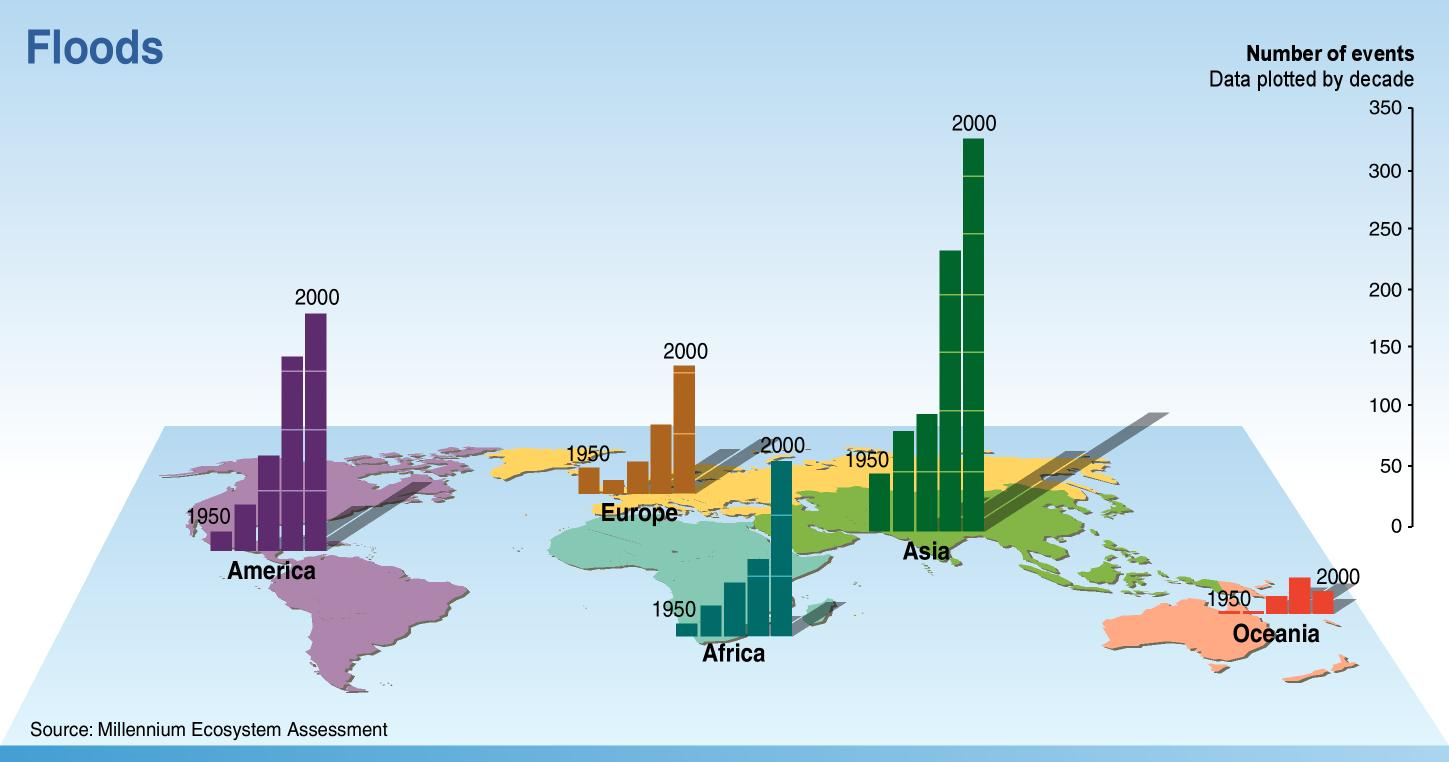 Floods
Number of events
Data plotted by decade
350
300
250
200
150
100
50
0
2000
1950
America
2000
1950
Europe
2000
1950
Africa
2000
1950
Asia
2000
1950
Oceania
Source: Millennium Ecosystem Assessment